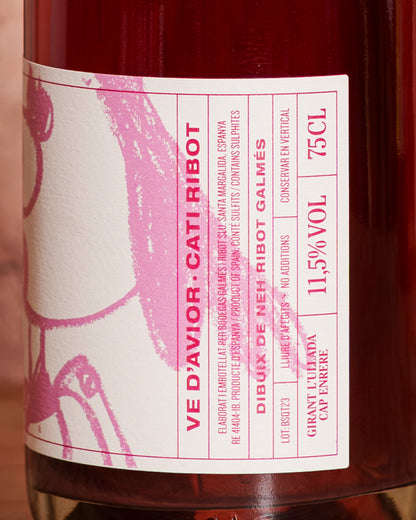 VE D'AVIOR · CATI RIBOT
ELABORAT I EMBOTELLAT PER BODEGAS GALMÉS I RIBOT S.L. / SANTA MARGALIDA, ESPANYA
RE 41404-IB. PRODUCTE D'ESPANYA / PRODUCT OF SPAIN. CONTÉ SULFITS / CONTAINS SULPHITES
DIBUIX DE NEH RIBOT GALMÉS
LOT: BSQT23
LLIURE D'AFEGITS + NO ADDITIONS
CONSERVAR EN VERTICAL
GIRANT L'ULLADA
CAP ENRERE
11,5% VOL
75CL